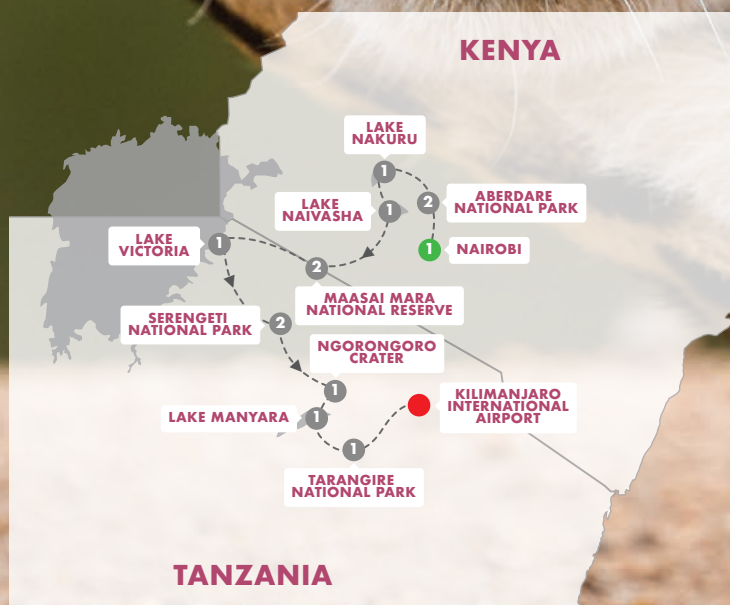 KENYA
LAKE
NAKURU
1
2
ABERDARE
NATIONAL PARK
LAKE
NAIVASHA
1
1
NAIROBI
LAKE
VICTORIA
1
2
MAASAI MARA
NATIONAL RESERVE
SERENGETI
NATIONAL PARK
2
NGORONGORO
CRATER
1
KILIMANJARO
INTERNATIONAL
AIRPORT
LAKE MANYARA
1
1
TARANGIRE
NATIONAL PARK
TANZANIA